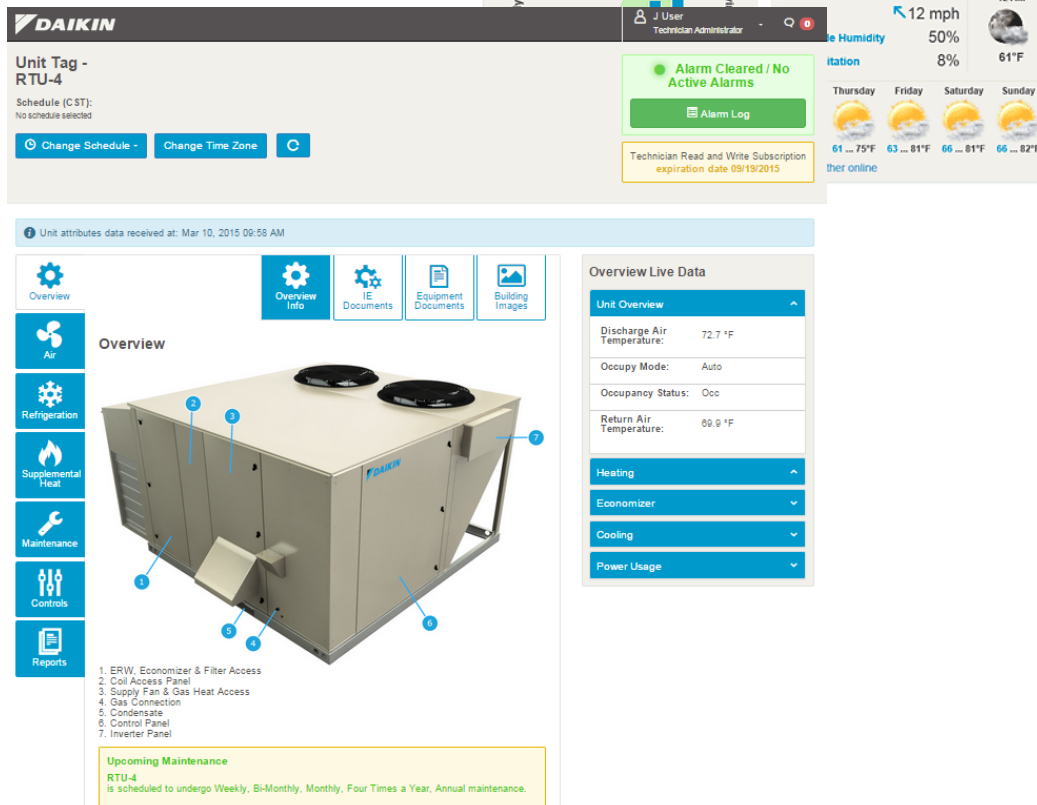 DAIKIN
J User
Technician Administrator
0
12 mph
le Humidity 50%
itation 8%
61°F
Thursday Friday Saturday Sunday
61 ... 75°F 63 ... 81°F 66 ... 81°F 66 ... 82°F
ther online
Unit Tag -
RTU-4
Schedule (CST):
No schedule selected
Change Schedule -
Change Time Zone
Alarm Cleared / No
Active Alarms
Alarm Log
Technician Read and Write Subscription
expiration date 09/19/2015
Unit attributes data received at: Mar 10, 2015 09:58 AM
Overview
Air
Refrigeration
Supplemental
Heat
Maintenance
Controls
Reports
Overview
Info
IE
Documents
Equipment
Documents
Building
Images
Overview
2
3
7
DAIKIN
1
6
5
4
1. ERW, Economizer & Filter Access
2. Coil Access Panel
3. Supply Fan & Gas Heat Access
4. Gas Connection
5. Condensate
6. Control Panel
7. Inverter Panel
Upcoming Maintenance
RTU-4
is scheduled to undergo Weekly, Bi-Monthly, Monthly, Four Times a Year, Annual maintenance.
Overview Live Data
Unit Overview
Discharge Air
Temperature: 72.7 °F
Occupy Mode: Auto
Occupancy Status: Occ
Return Air
Temperature: 69.9 °F
Heating
Economizer
Cooling
Power Usage